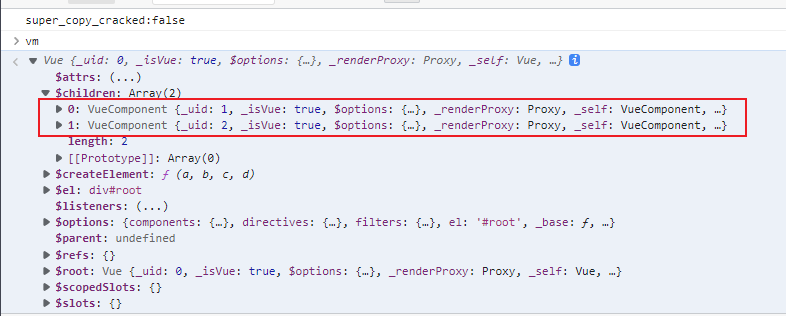 super_copy_cracked:false
> vm
< ▼ Vue {_uid: 0, _isVue: true, $options: {…}, _renderProxy: Proxy, _self: Vue, …} i
$attrs: (...)
▼ $children: Array(2)
▶ 0: VueComponent {_uid: 1, _isVue: true, $options: {…}, _renderProxy: Proxy, _self: VueComponent, …}
▶ 1: VueComponent {_uid: 2, _isVue: true, $options: {…}, _renderProxy: Proxy, _self: VueComponent, …}
length: 2
▶ [[Prototype]]: Array(0)
▶ $createElement: ƒ (a, b, c, d)
▶ $el: div#root
$listeners: (...)
▶ $options: {components: {…}, directives: {…}, filters: {…}, el: '#root', _base: ƒ, …}
$parent: undefined
▶ $refs: {}
▶ $root: Vue {_uid: 0, _isVue: true, $options: {…}, _renderProxy: Proxy, _self: Vue, …}
▶ $scopedSlots: {}
▶ $slots: {}